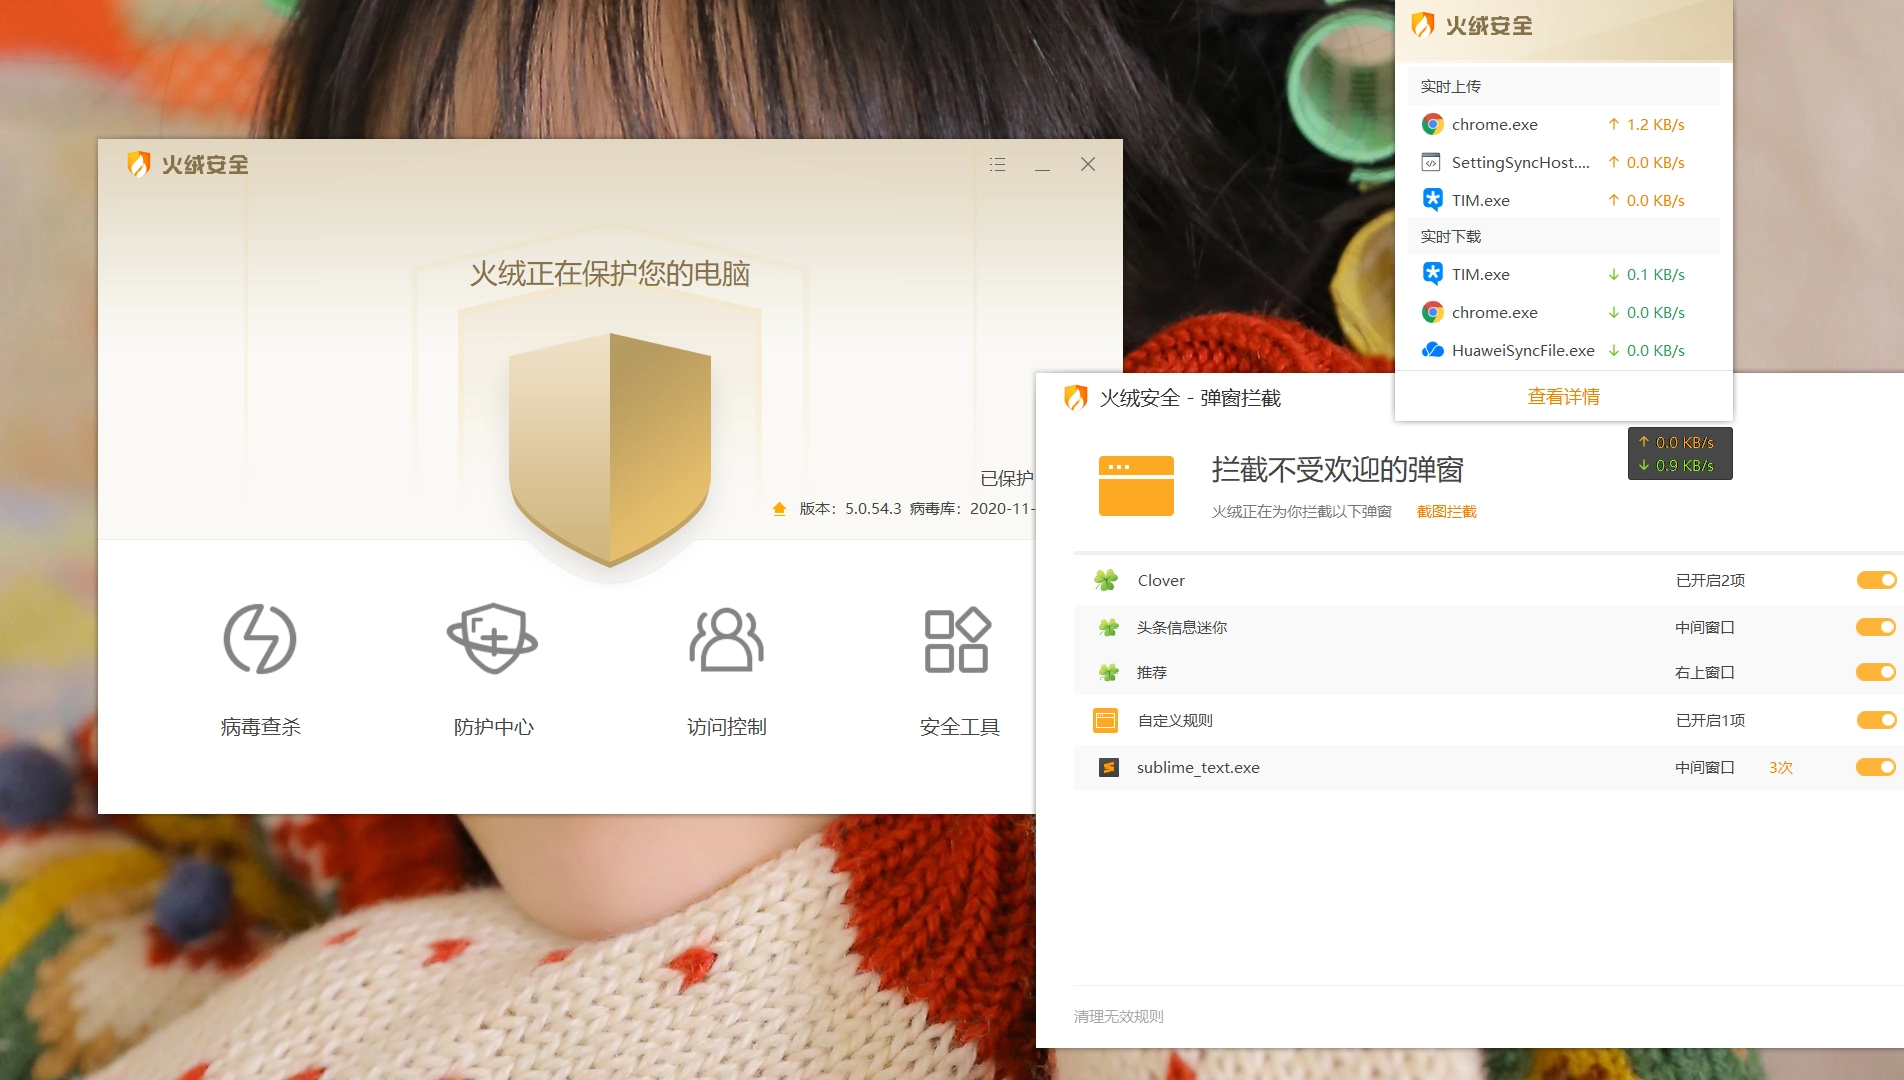 火绒安全
火绒正在保护您的电脑
已保护
版本：5.0.54.3 病毒库：2020-11-
病毒查杀
防护中心
访问控制
安全工具
火绒安全
实时上传
chrome.exe ↑ 1.2 KB/s
SettingSyncHost.... ↑ 0.0 KB/s
TIM.exe ↑ 0.0 KB/s
实时下载
TIM.exe ↓ 0.1 KB/s
chrome.exe ↓ 0.0 KB/s
HuaweiSyncFile.exe ↓ 0.0 KB/s
查看详情
↑ 0.0 KB/s
↓ 0.9 KB/s
火绒安全 - 弹窗拦截
拦截不受欢迎的弹窗
火绒正在为你拦截以下弹窗 截图拦截
Clover 已开启2项
头条信息迷你 中间窗口
推荐 右上窗口
自定义规则 已开启1项
sublime_text.exe 中间窗口 3次
清理无效规则